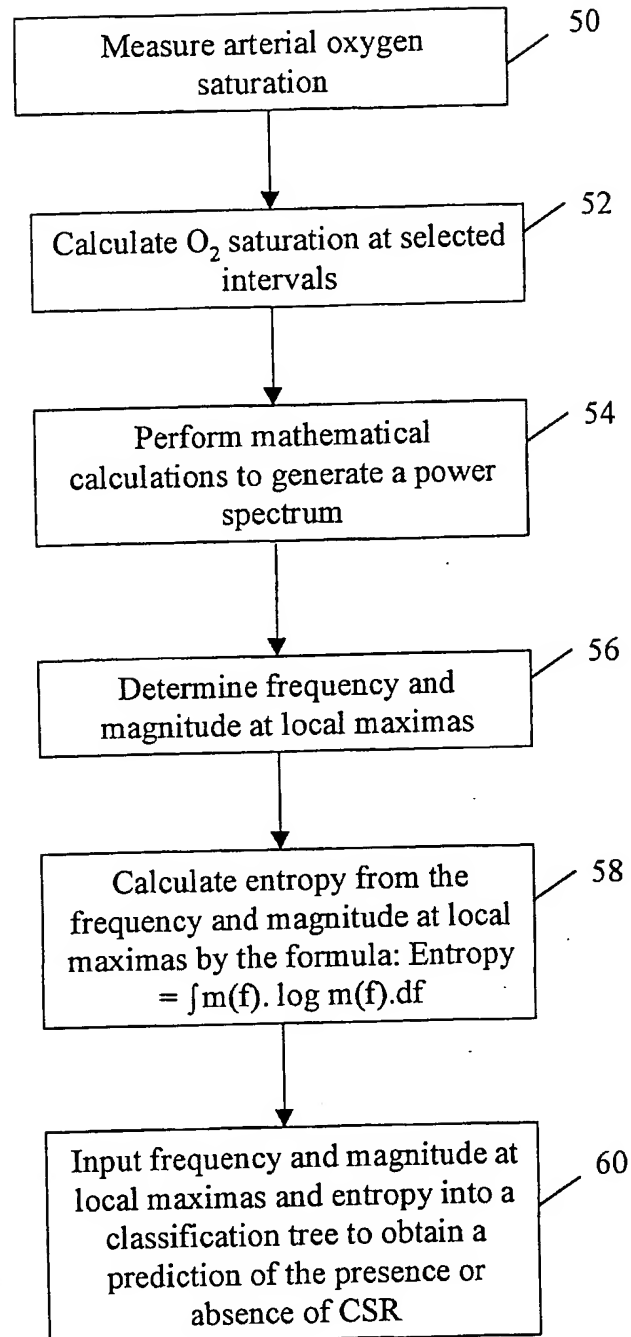 Measure arterial oxygen
saturation
50
Calculate O₂ saturation at selected
intervals
52
Perform mathematical
calculations to generate a power
spectrum
54
Determine frequency and
magnitude at local maximas
56
Calculate entropy from the
frequency and magnitude at local
maximas by the formula: Entropy
= ∫m(f). log m(f).df
58
Input frequency and magnitude at
local maximas and entropy into a
classification tree to obtain a
prediction of the presence or
absence of CSR
60